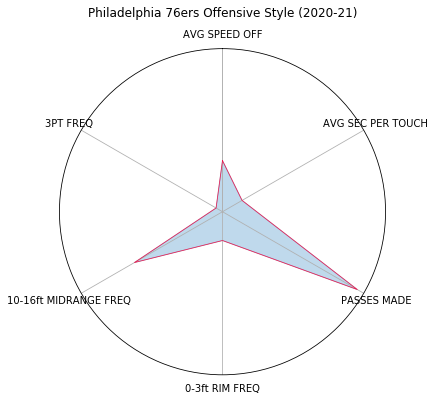 Philadelphia 76ers Offensive Style (2020-21)
AVG SPEED OFF
3PT FREQ
AVG SEC PER TOUCH
10-16ft MIDRANGE FREQ
PASSES MADE
0-3ft RIM FREQ